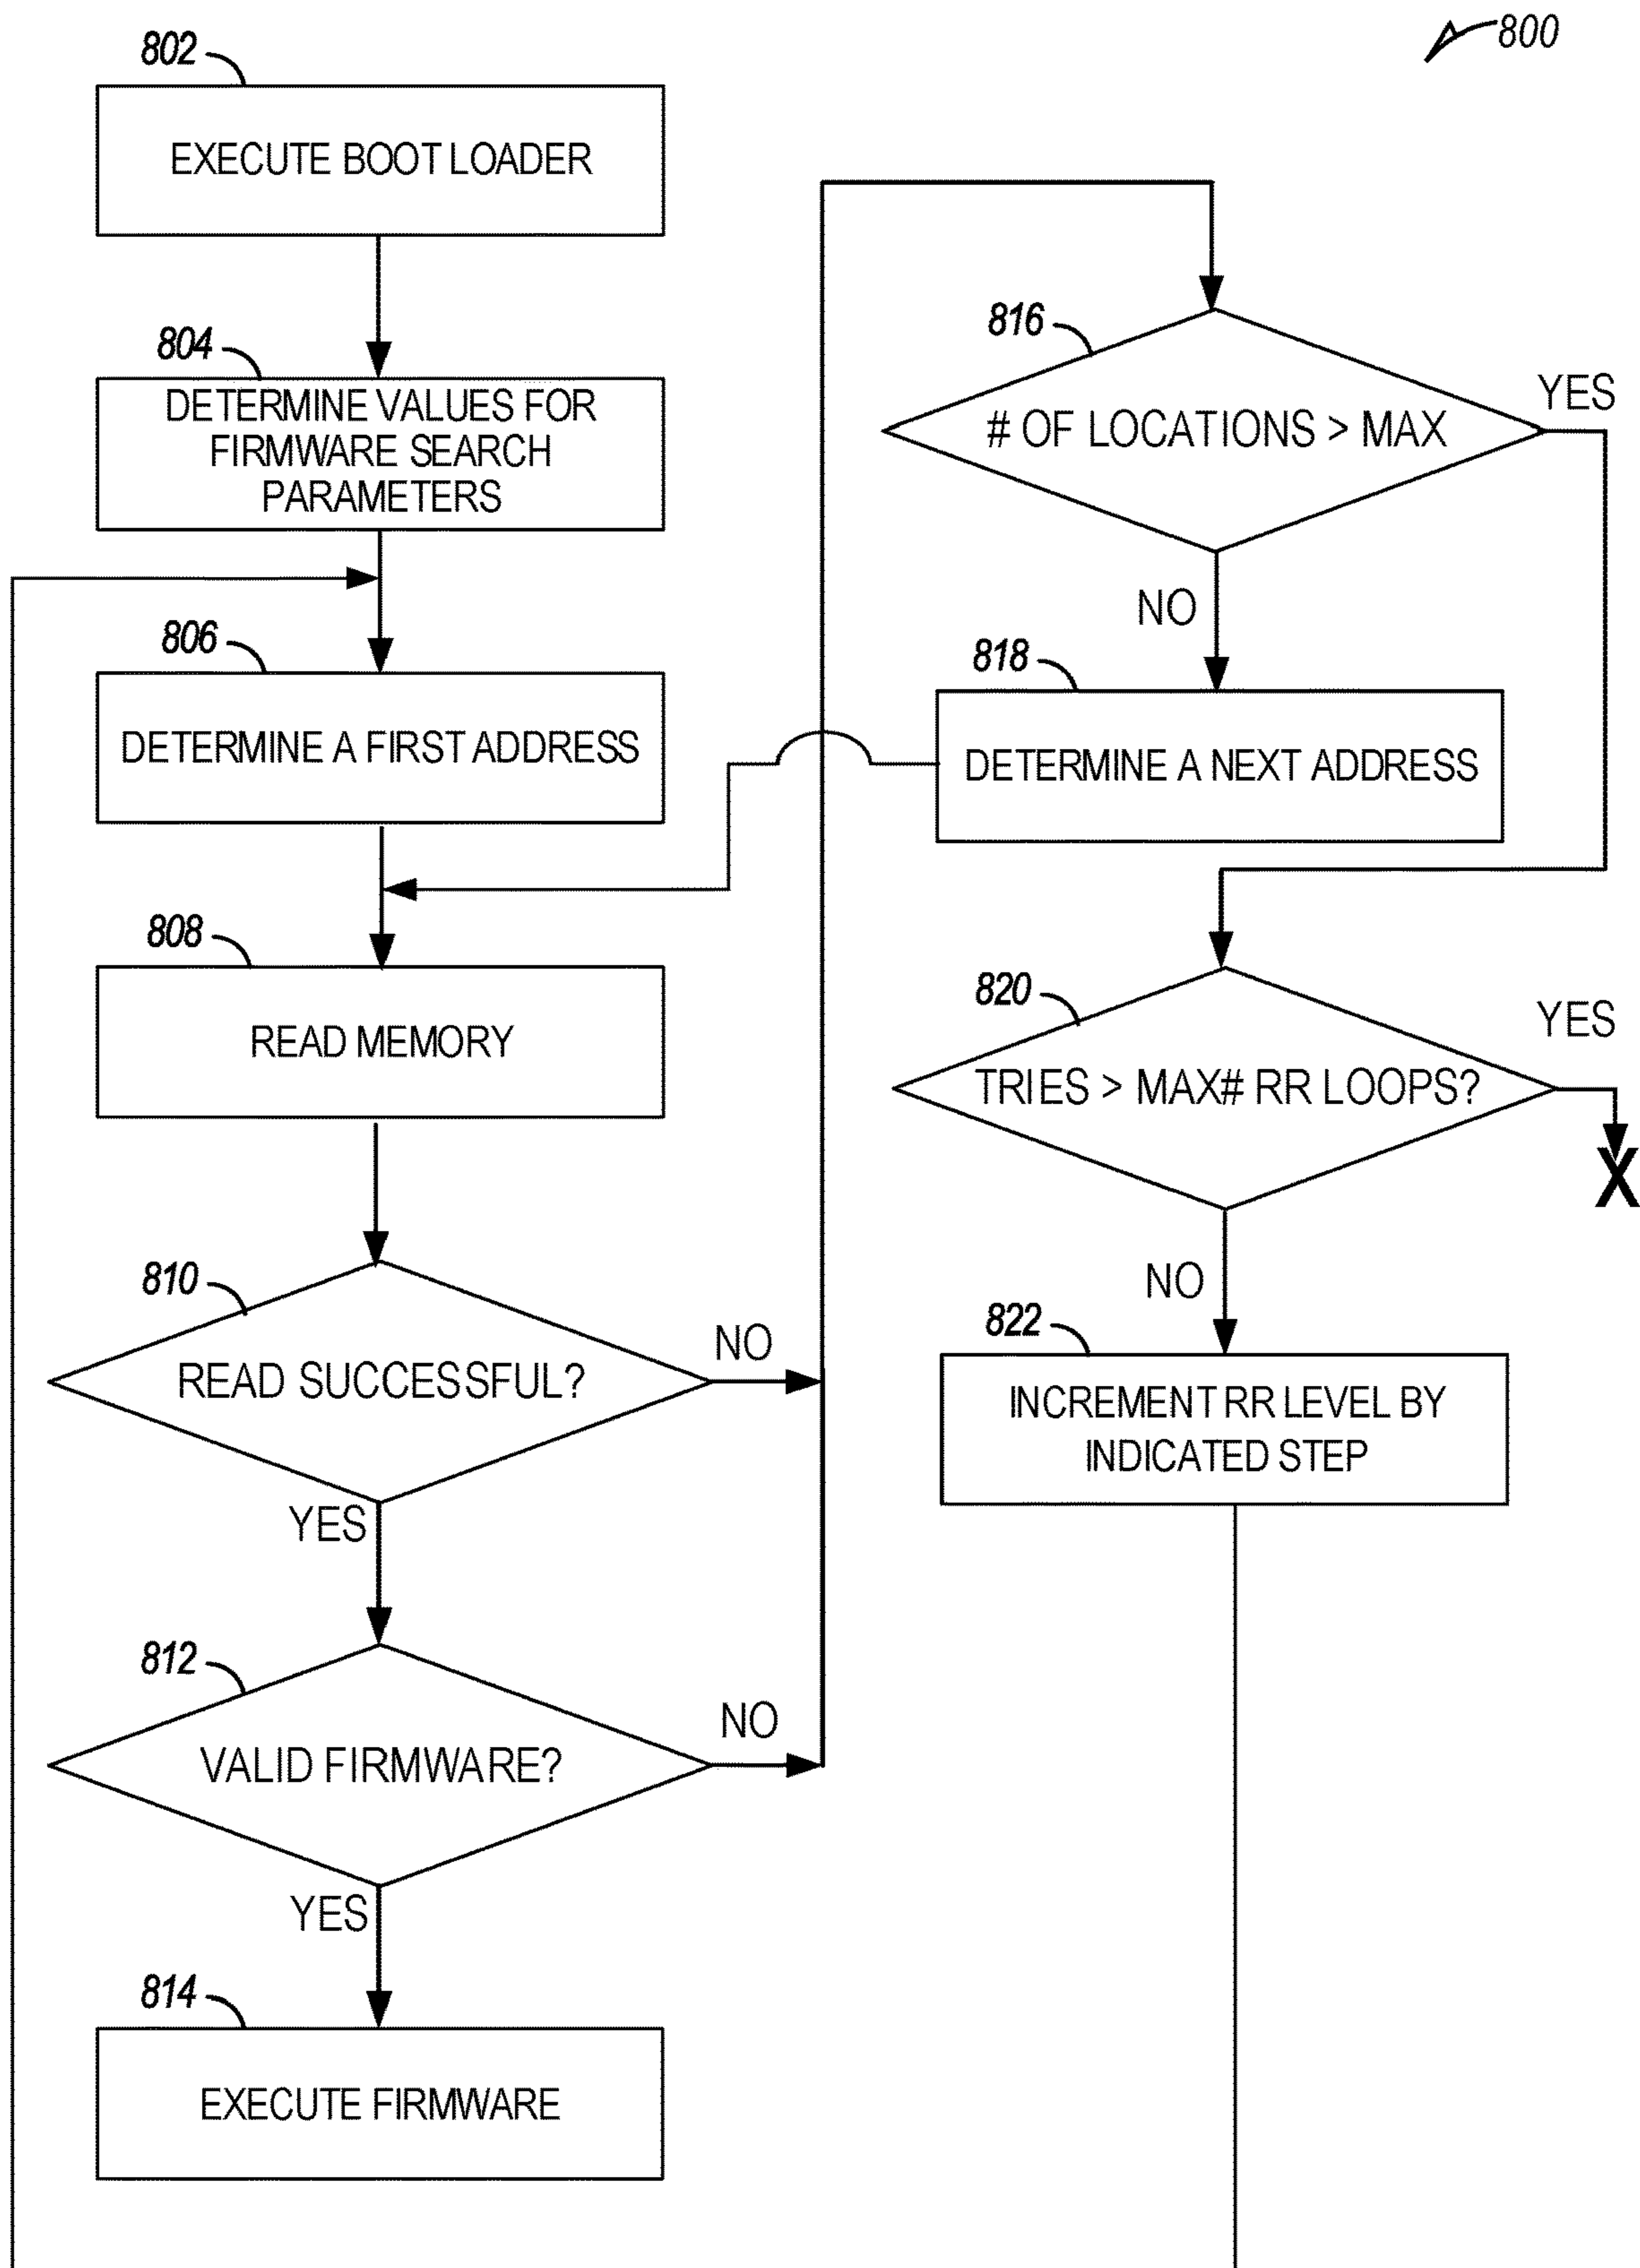 800
802
EXECUTE BOOT LOADER
804
DETERMINE VALUES FOR
FIRMWARE SEARCH
PARAMETERS
806
DETERMINE A FIRST ADDRESS
808
READ MEMORY
810
READ SUCCESSFUL?
NO
YES
812
VALID FIRMWARE?
NO
YES
814
EXECUTE FIRMWARE
816
# OF LOCATIONS > MAX
YES
NO
818
DETERMINE A NEXT ADDRESS
820
TRIES > MAX# RR LOOPS?
YES
X
NO
822
INCREMENT RR LEVEL BY
INDICATED STEP